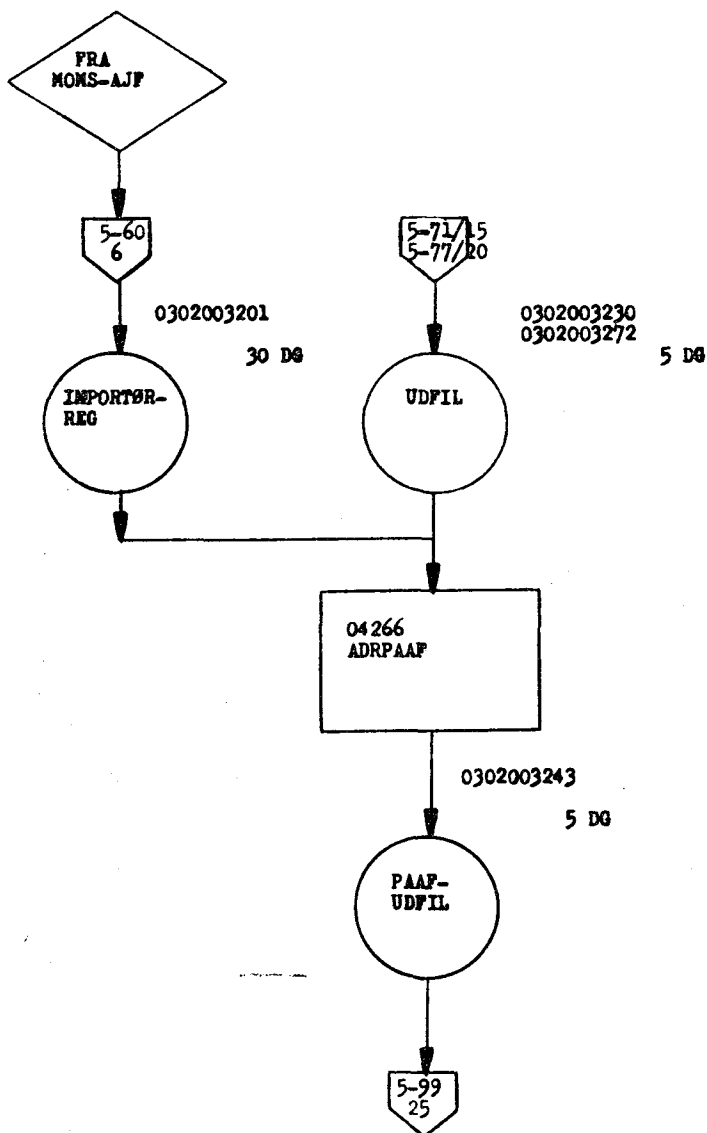 FRA
MOMS-AJF
5-60
6
5-71/15
5-77/20
0302003201
30 DG
0302003230
0302003272
5 DG
IMPORTØR-
REG
UDFIL
04266
ADRPAAF
0302003243
5 DG
PAAF-
UDFIL
5-99
25